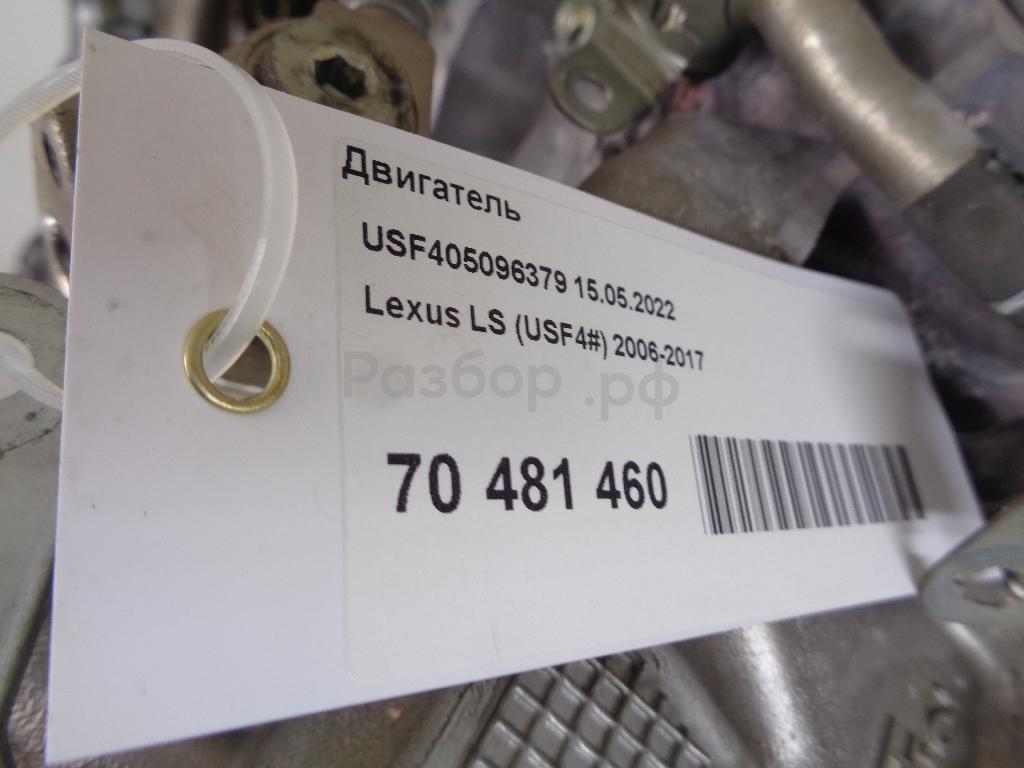 Двигатель
USF405096379 15.05.2022
Lexus LS (USF4#) 2006-2017
Разбор.рф
70 481 460